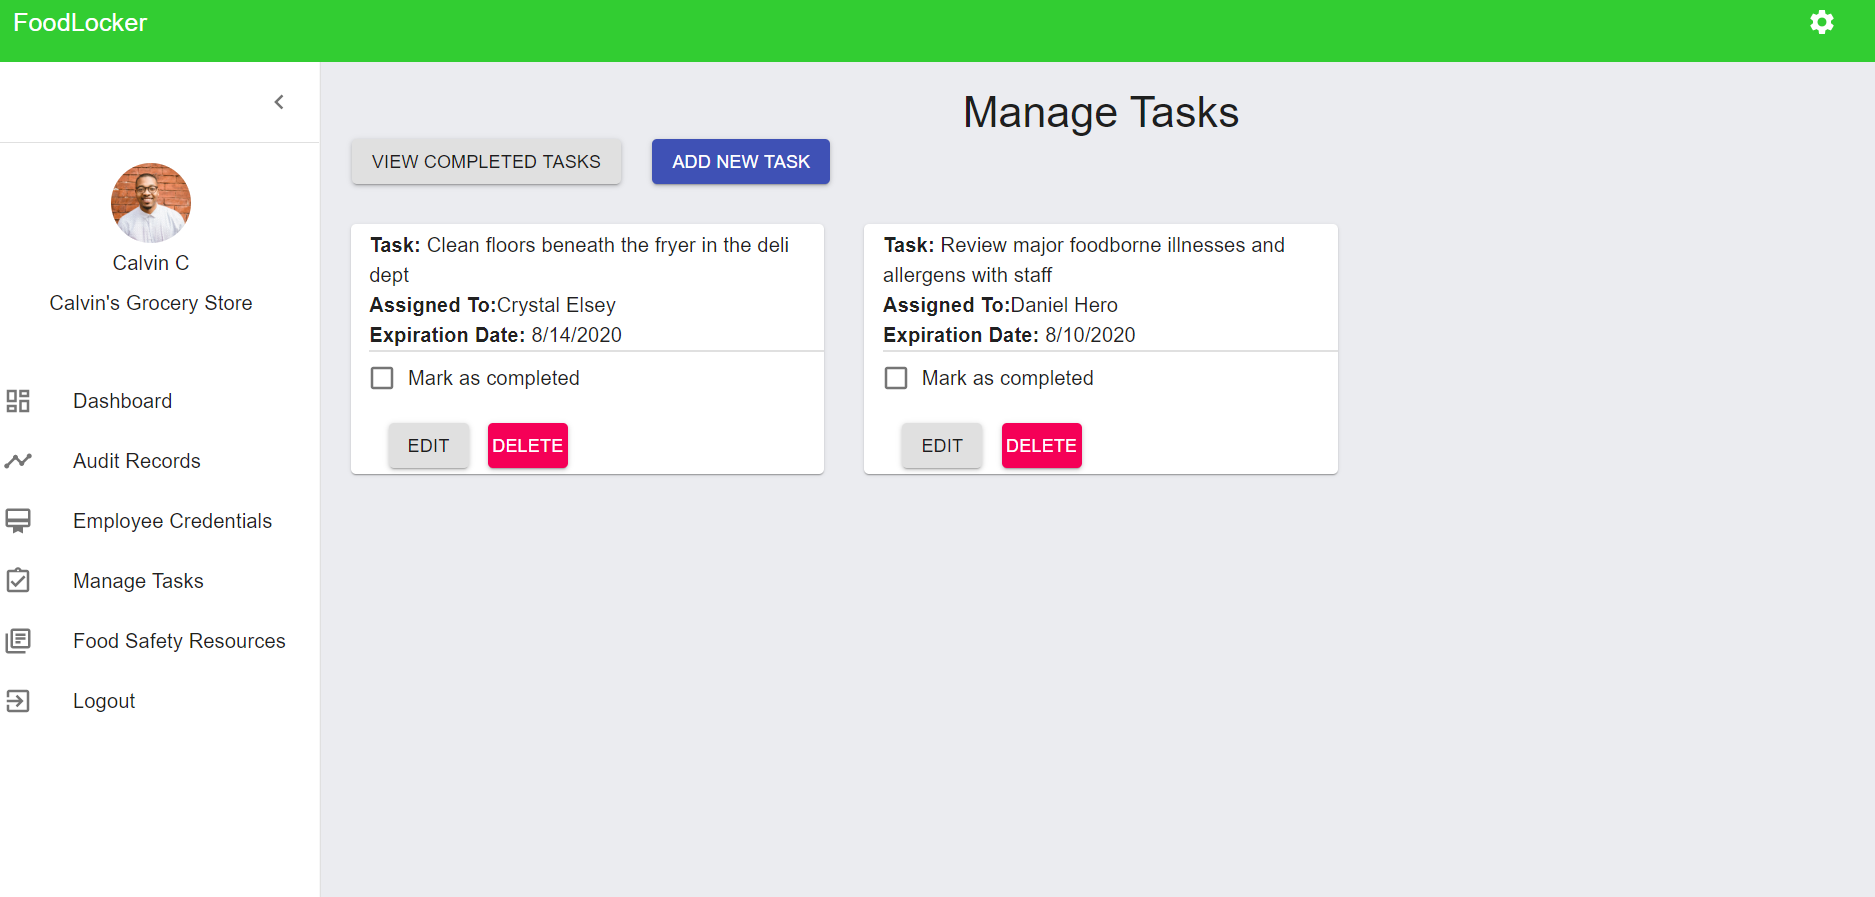 FoodLocker
Calvin C
Calvin's Grocery Store
Dashboard
Audit Records
Employee Credentials
Manage Tasks
Food Safety Resources
Logout
Manage Tasks
VIEW COMPLETED TASKS
ADD NEW TASK
Task: Clean floors beneath the fryer in the deli
dept
Assigned To:Crystal Elsey
Expiration Date: 8/14/2020
Mark as completed
EDIT
DELETE
Task: Review major foodborne illnesses and
allergens with staff
Assigned To:Daniel Hero
Expiration Date: 8/10/2020
Mark as completed
EDIT
DELETE